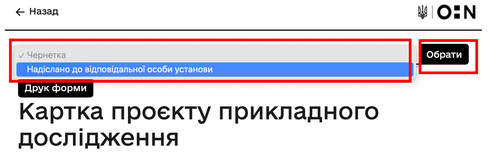 ← Назад
О:Н
✓ Чернетка
Обрати
Надіслано до відповідальної особи установи
Друк форми
Картка проєкту прикладного
дослідження